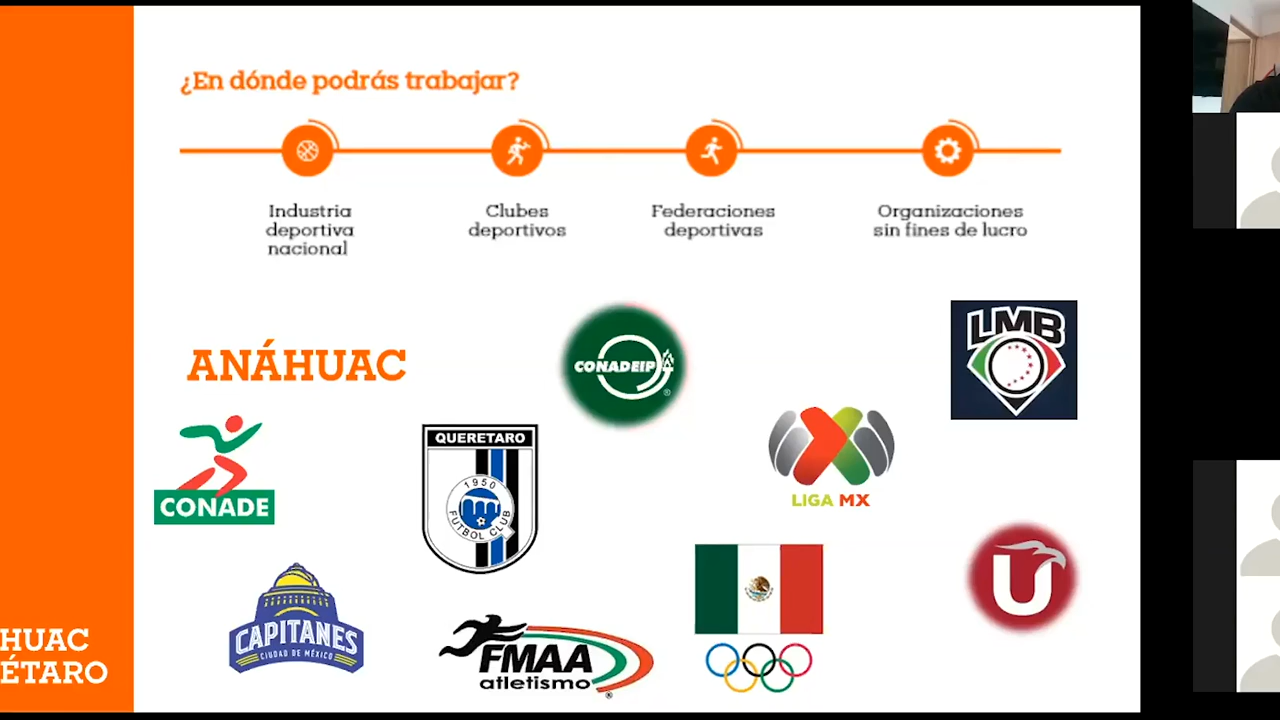 ¿En dónde podrás trabajar?
Industria
deportiva
nacional
Clubes
deportivos
Federaciones
deportivas
Organizaciones
sin fines de lucro
ANÁHUAC
CONADEIP
®
LMB
CONADE
QUERETARO
1950
FUTBOL CLUB
LIGA MX
U
CAPITANES
CIUDAD DE MÉXICO
FMAA
atletismo
®
HUAC
ÉTARO